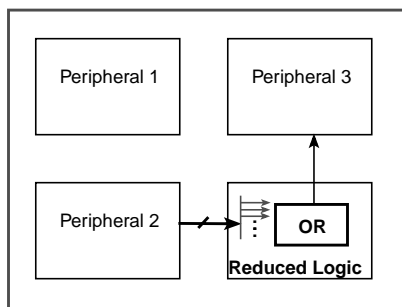 Peripheral 1
Peripheral 3
Peripheral 2
OR
Reduced Logic